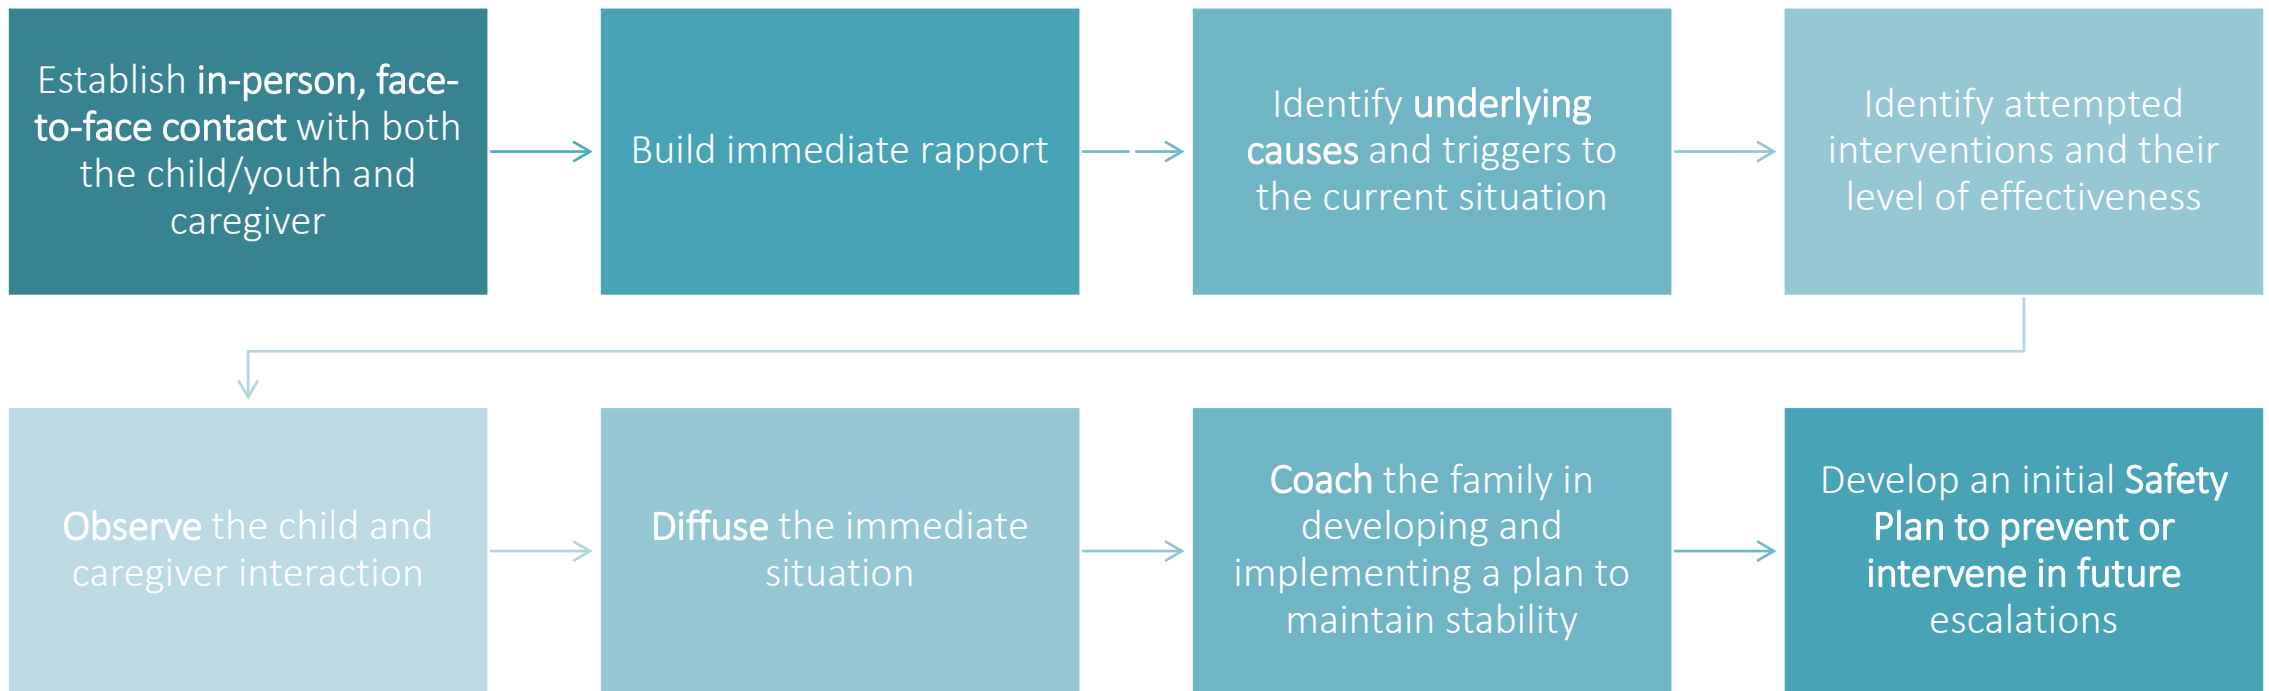 Establish in-person, face-
to-face contact with both
the child/youth and
caregiver
Build immediate rapport
Identify underlying
causes and triggers to
the current situation
Identify attempted
interventions and their
level of effectiveness
Observe the child and
caregiver interaction
Diffuse the immediate
situation
Coach the family in
developing and
implementing a plan to
maintain stability
Develop an initial Safety
Plan to prevent or
intervene in future
escalations